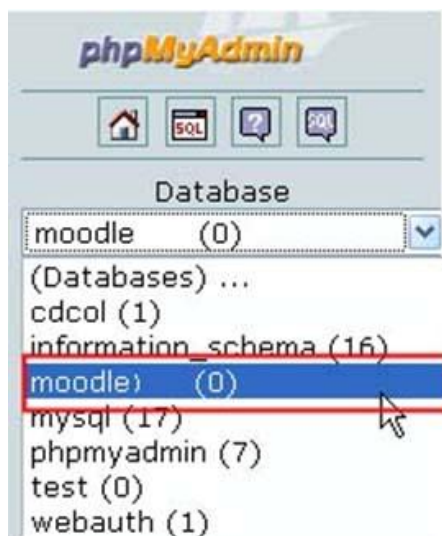 phpMyAdmin
SQL ? SQL
Database
moodle (0)
(Databases) ...
cdcol (1)
information_schema (16)
moodle) (0)
mysql (17)
phpmyadmin (7)
test (0)
webauth (1)